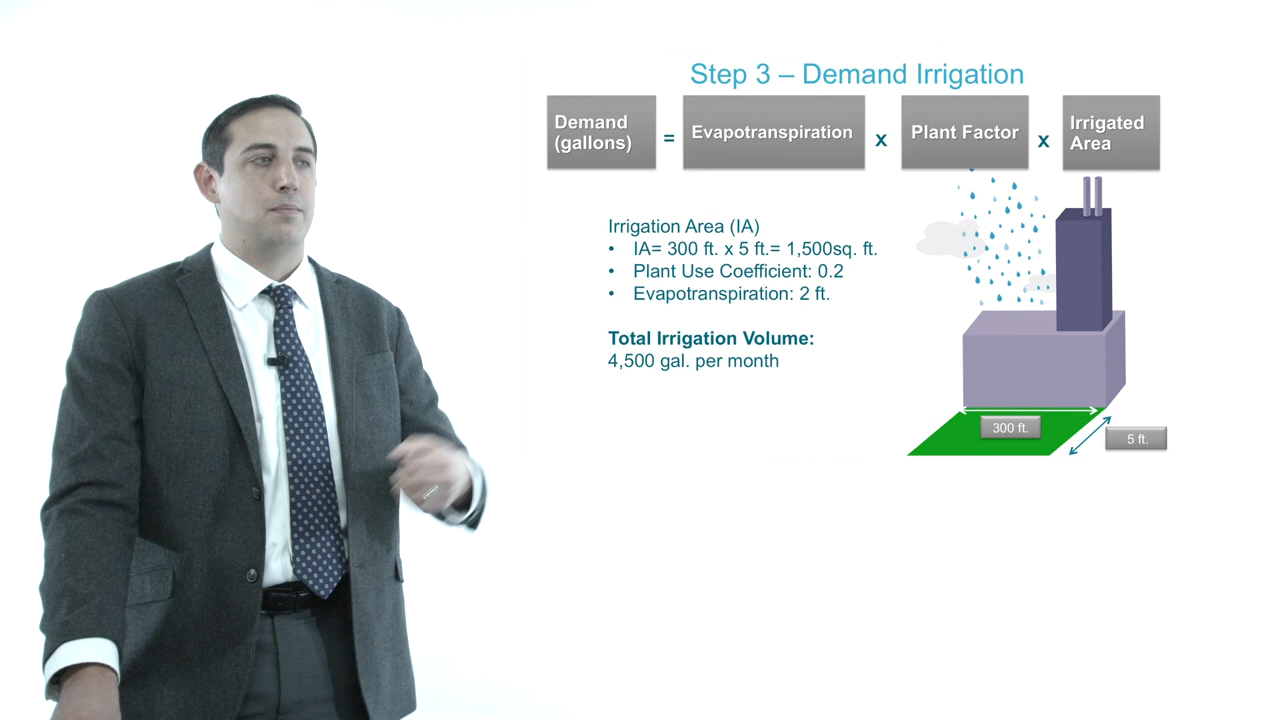 Step 3 – Demand Irrigation
Demand
(gallons)
=
Evapotranspiration
x
Plant Factor
x
Irrigated
Area
Irrigation Area (IA)
• IA= 300 ft. x 5 ft.= 1,500sq. ft.
• Plant Use Coefficient: 0.2
• Evapotranspiration: 2 ft.
Total Irrigation Volume:
4,500 gal. per month
300 ft.
5 ft.